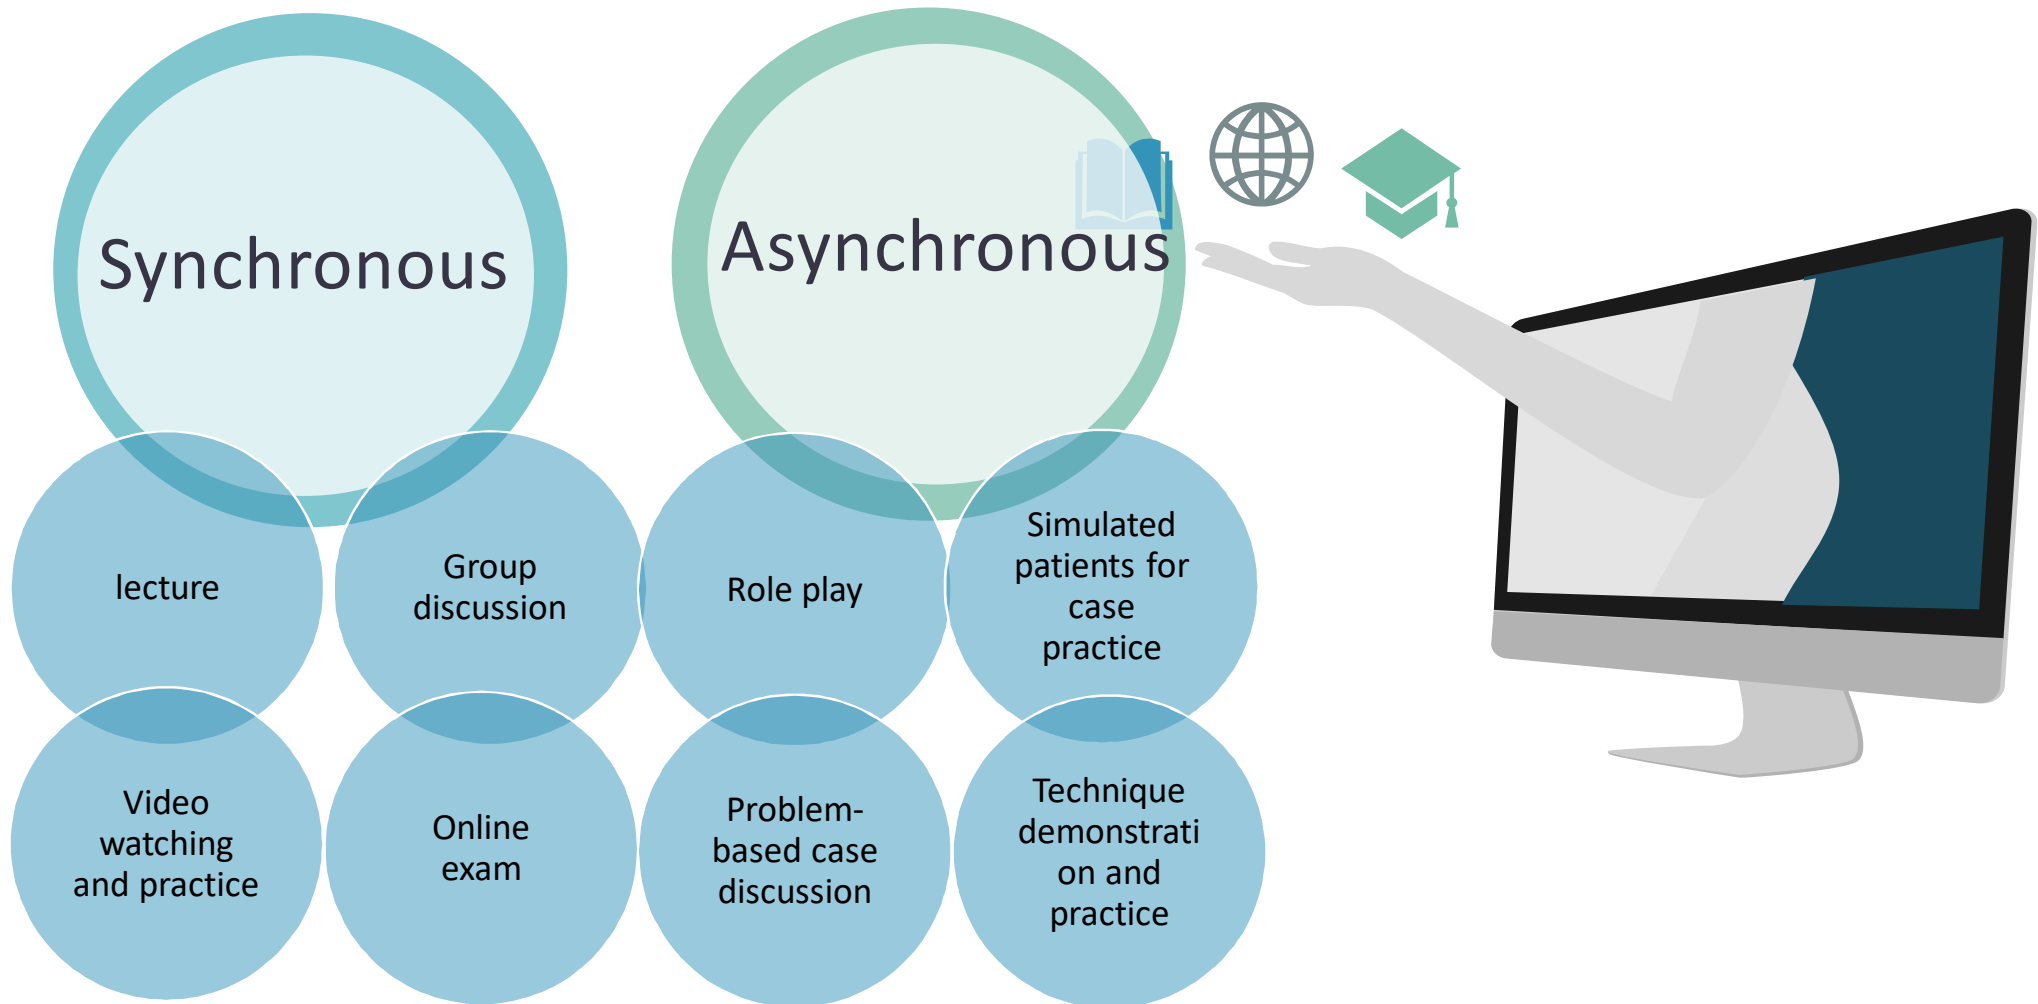 Synchronous
Asynchronous
lecture
Group
discussion
Role play
Simulated
patients for
case
practice
Video
watching
and practice
Online
exam
Problem-
based case
discussion
Technique
demonstrati
on and
practice